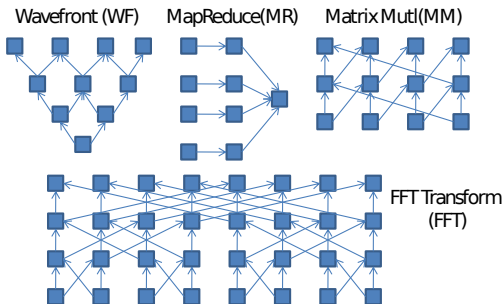 Wavefront (WF)
MapReduce(MR)
Matrix Mutl(MM)
FFT Transform
(FFT)